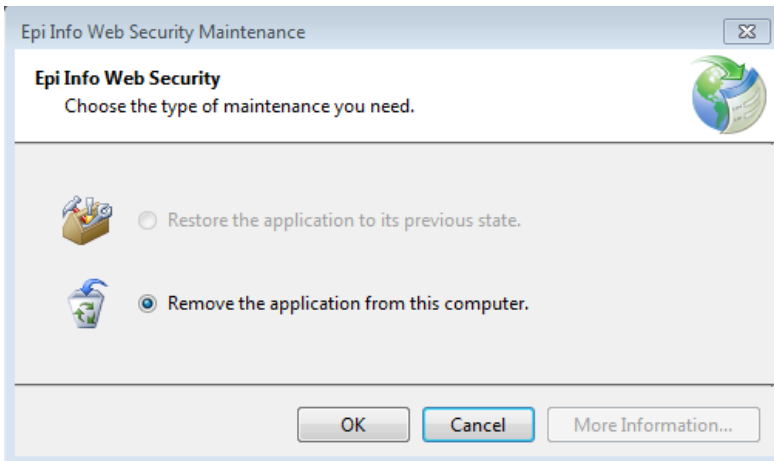 Epi Info Web Security Maintenance
Epi Info Web Security
Choose the type of maintenance you need.
Restore the application to its previous state.
Remove the application from this computer.
OK Cancel More Information...